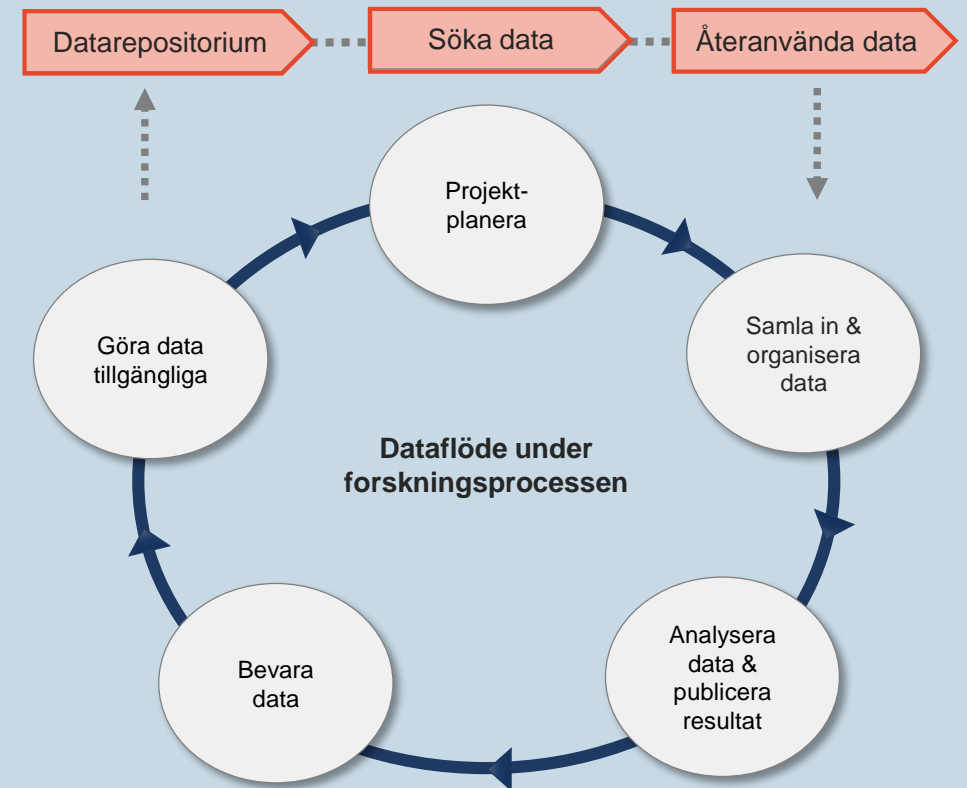 Datarepositorium
Söka data
Återanvända data
Projekt-
planera
Samla in &
organisera
data
Göra data
tillgängliga
Dataflöde under
forskningsprocessen
Analysera
data &
publicera
resultat
Bevara
data